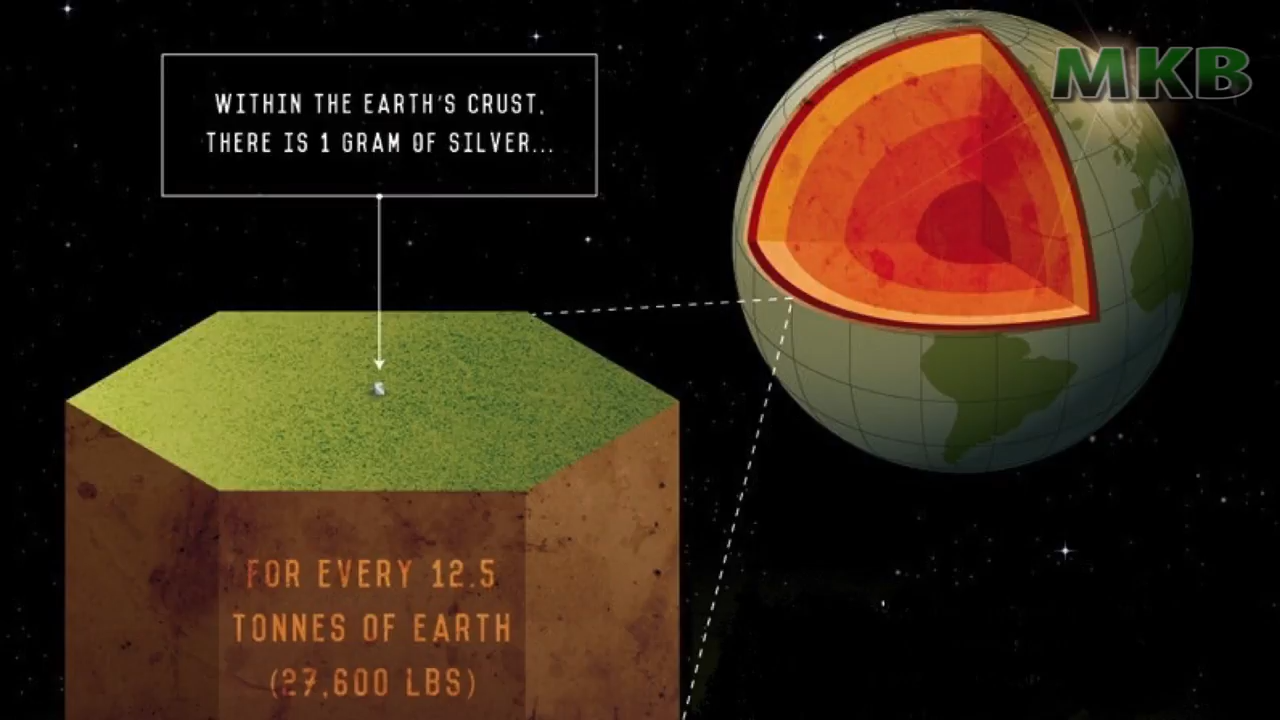 MKB
WITHIN THE EARTH'S CRUST,
THERE IS 1 GRAM OF SILVER...
FOR EVERY 12.5
TONNES OF EARTH
(27,600 LBS)